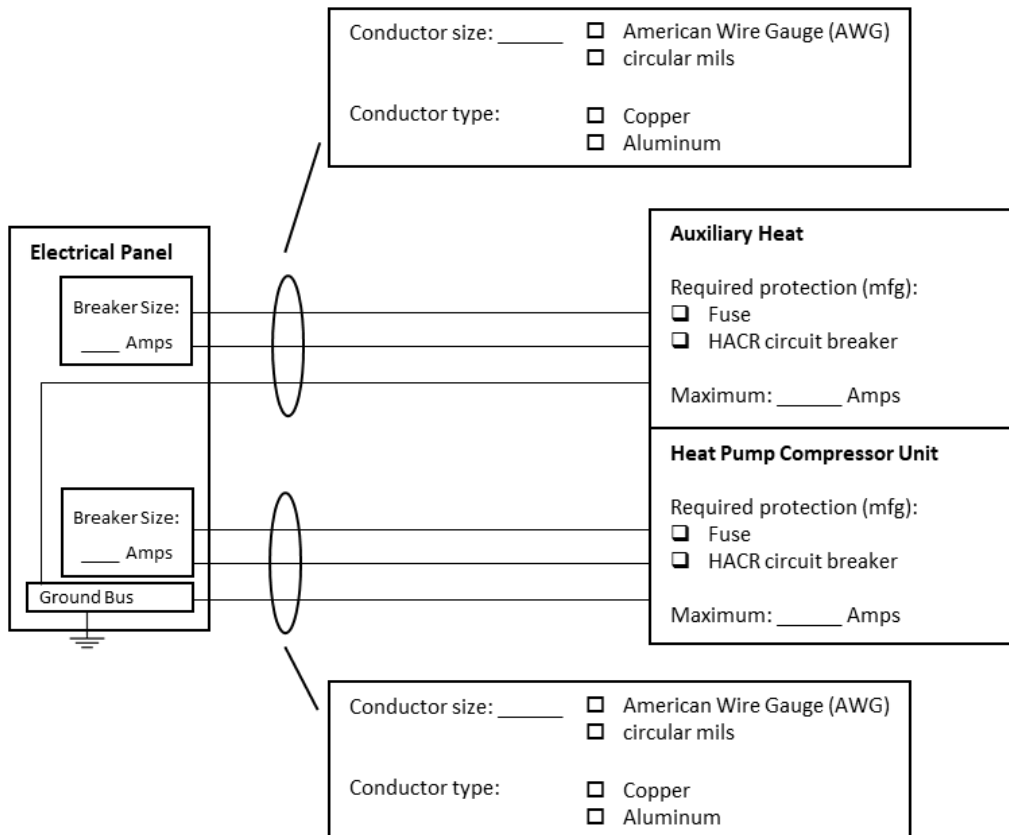 Conductor size: ______ ☐ American Wire Gauge (AWG)
☐ circular mils
Conductor type: ☐ Copper
☐ Aluminum
Electrical Panel
Breaker Size:
____ Amps
Auxiliary Heat
Required protection (mfg):
❑ Fuse
❑ HACR circuit breaker
Maximum: ______ Amps
Heat Pump Compressor Unit
Required protection (mfg):
❑ Fuse
❑ HACR circuit breaker
Maximum: ______ Amps
Breaker Size:
____ Amps
Ground Bus
Conductor size: ______ ☐ American Wire Gauge (AWG)
☐ circular mils
Conductor type: ☐ Copper
☐ Aluminum